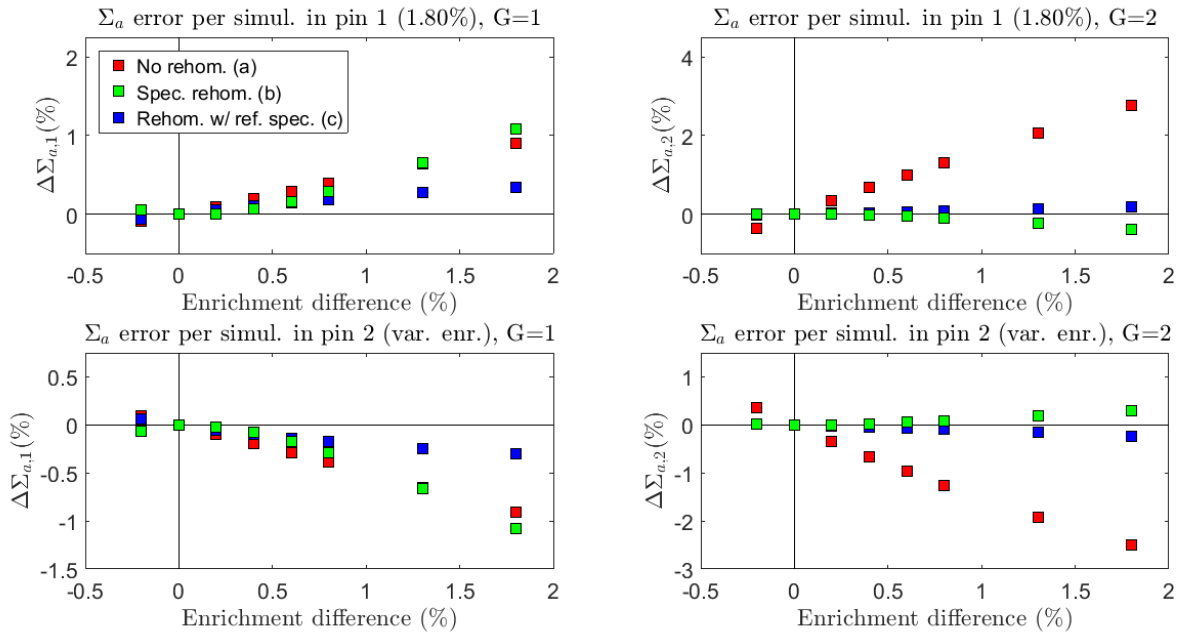 Σa error per simul. in pin 1 (1.80%), G=1
2
1
0
ΔΣa,1(%)
No rehom. (a)
Spec. rehom. (b)
Rehom. w/ ref. spec. (c)
-0.5 0 0.5 1 1.5 2
Enrichment difference (%)
Σa error per simul. in pin 1 (1.80%), G=2
4
2
0
ΔΣa,2(%)
-0.5 0 0.5 1 1.5 2
Enrichment difference (%)
Σa error per simul. in pin 2 (var. enr.), G=1
0.5
0
-0.5
-1
-1.5
ΔΣa,1(%)
-0.5 0 0.5 1 1.5 2
Enrichment difference (%)
Σa error per simul. in pin 2 (var. enr.), G=2
1
0
-1
-2
-3
ΔΣa,2(%)
-0.5 0 0.5 1 1.5 2
Enrichment difference (%)